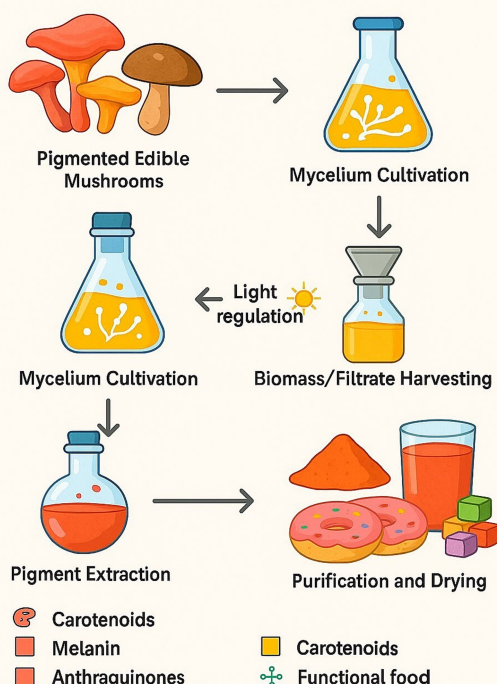 Pigmented Edible
Mushrooms
Mycelium Cultivation
Light
regulation
Mycelium Cultivation
Biomass/Filtrate Harvesting
Pigment Extraction
Purification and Drying
Carotenoids
Melanin
Carotenoids
Anthraquinones
Functional food